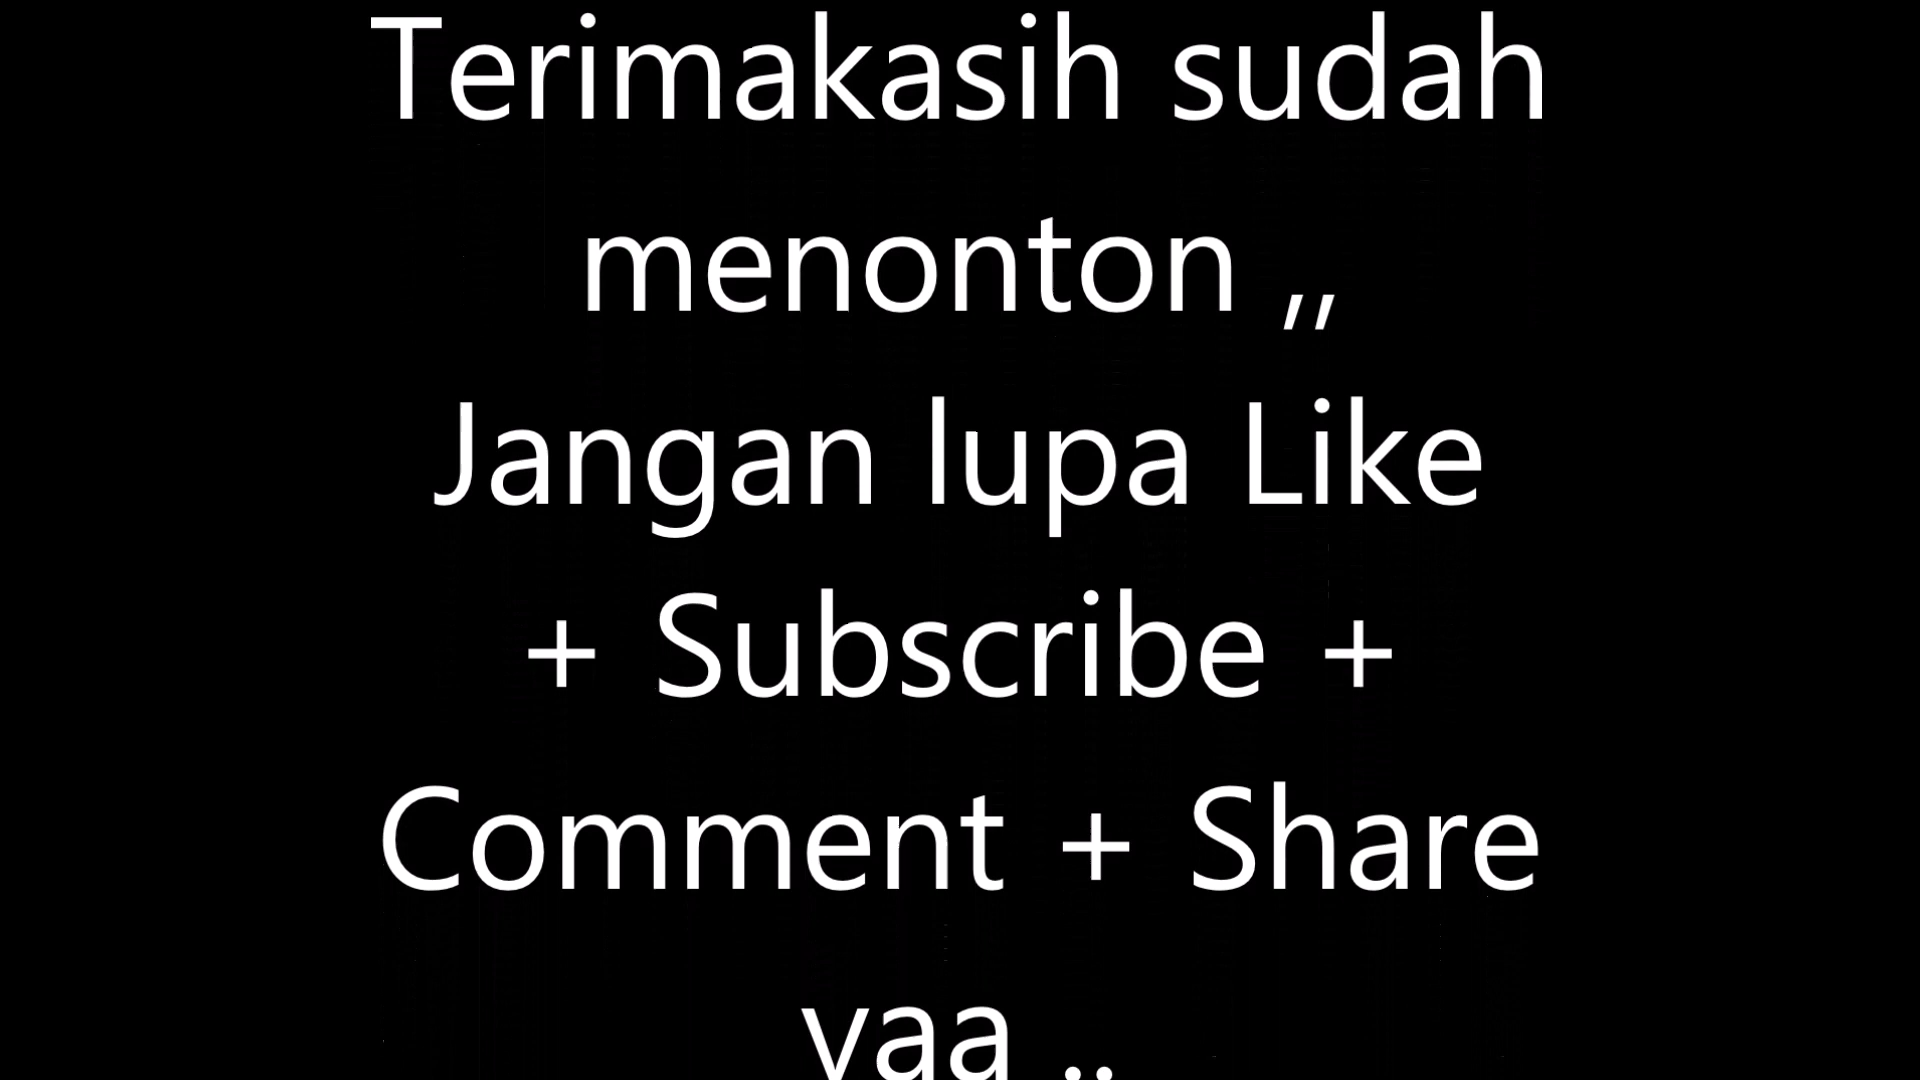 Terimakasih sudah
menonton ,,
Jangan lupa Like
+ Subscribe +
Comment + Share
yaa ..